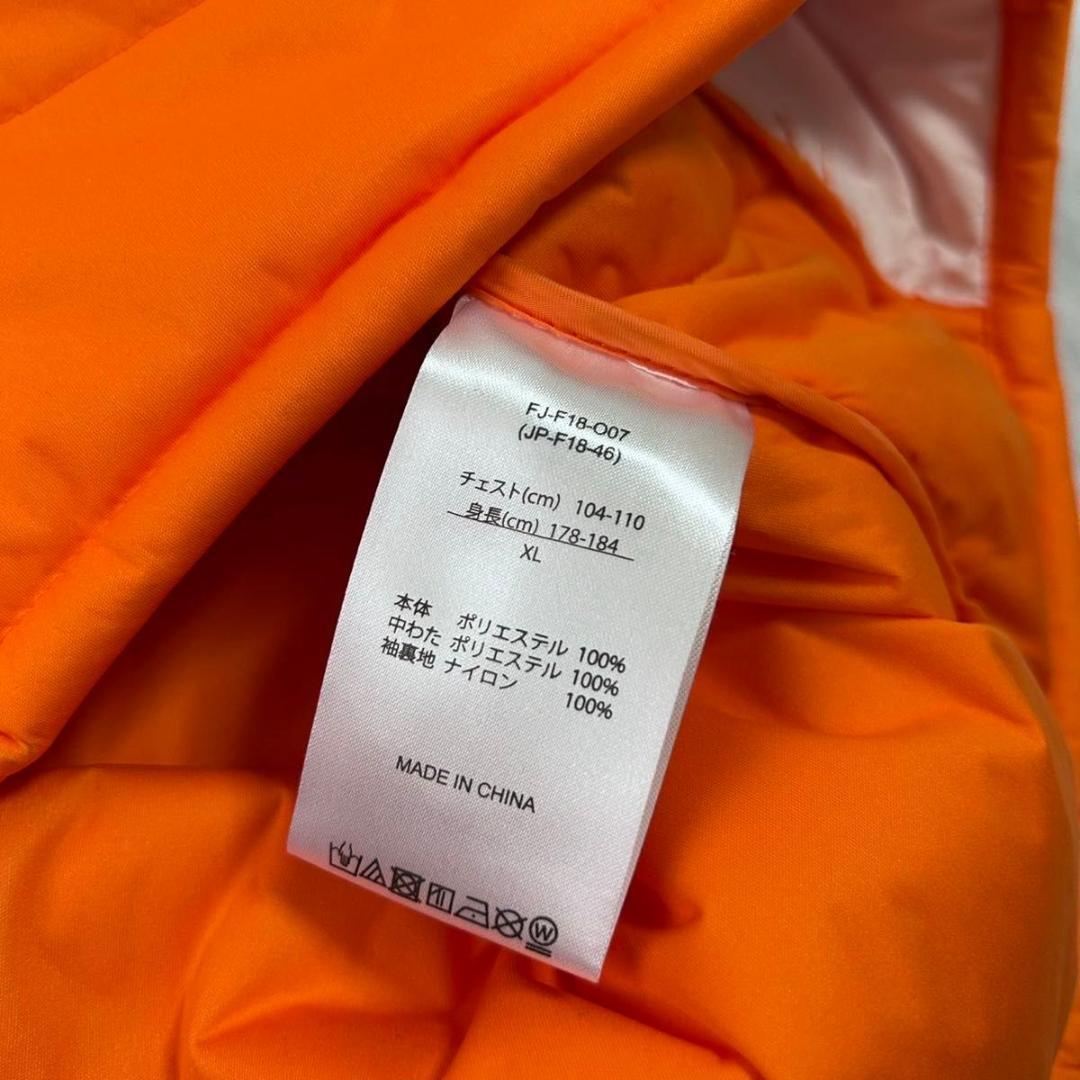 FJ-F18-O07
(JP-F18-46)
チェスト(cm) 104-110
身長(cm) 178-184
XL
本体 ポリエステル 100%
中わた ポリエステル 100%
袖裏地 ナイロン 100%
MADE IN CHINA
W